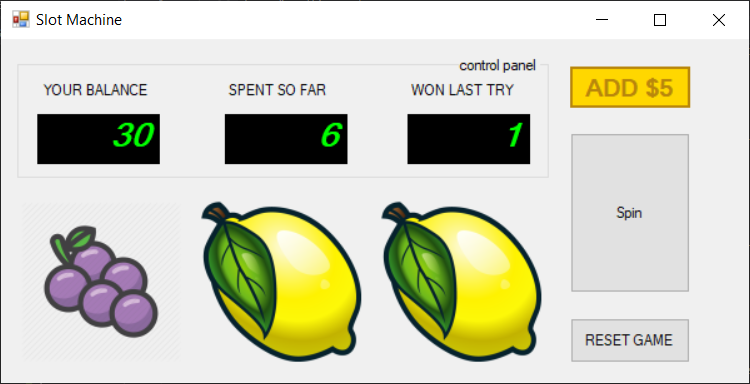 Slot Machine
control panel
YOUR BALANCE
SPENT SO FAR
WON LAST TRY
30
6
1
ADD $5
Spin
RESET GAME